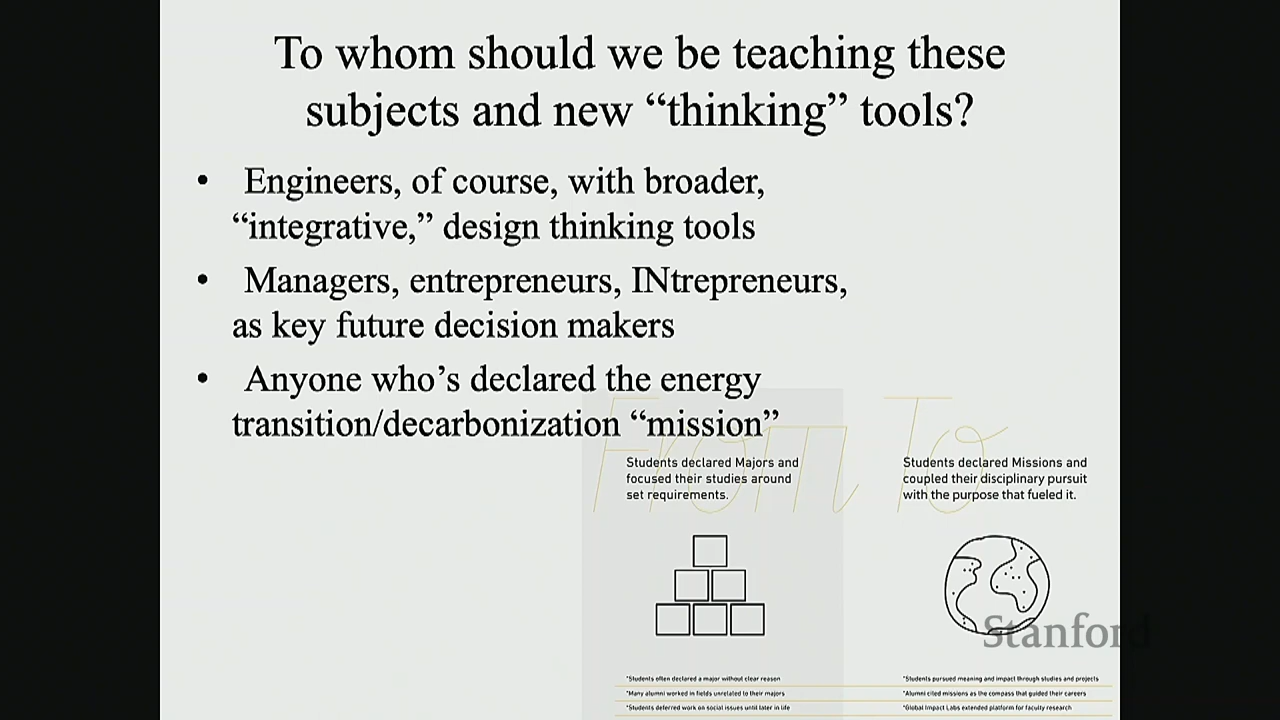 To whom should we be teaching these
subjects and new “thinking” tools?
• Engineers, of course, with broader,
“integrative,” design thinking tools
• Managers, entrepreneurs, INtrepreneurs,
as key future decision makers
• Anyone who’s declared the energy
transition/decarbonization “mission”
From To
Students declared Majors and
focused their studies around
set requirements.
Students declared Missions and
coupled their disciplinary pursuit
with the purpose that fueled it.
Stanford
*Students often declared a major without clear reason
*Many alumni worked in fields unrelated to their majors
*Students deferred work on social issues until later in life
*Students pursued meaning and impact through studies and projects
*Alumni cited missions as the compass that guided their careers
*Global Impact Labs extended platform for faculty research